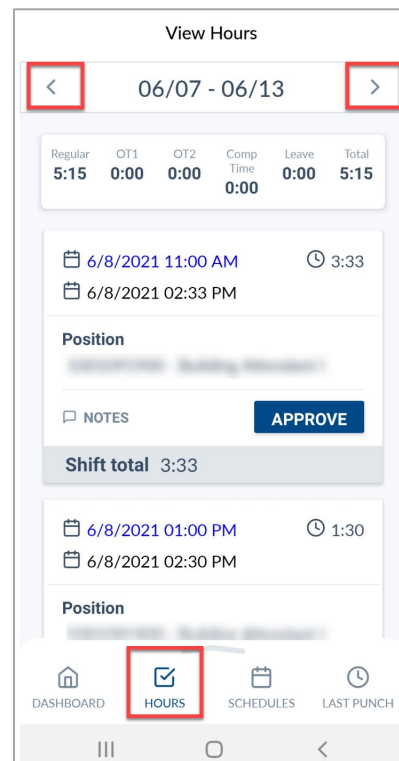 View Hours
06/07 - 06/13
Regular OT1 OT2 Comp Time Leave Total
5:15 0:00 0:00 0:00 0:00 5:15
6/8/2021 11:00 AM 3:33
6/8/2021 02:33 PM
Position
NOTES APPROVE
Shift total 3:33
6/8/2021 01:00 PM 1:30
6/8/2021 02:30 PM
Position
DASHBOARD HOURS SCHEDULES LAST PUNCH